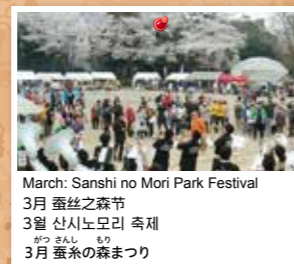 March: Sanshi no Mori Park Festival
3月 蚕丝之森节
3월 산시노모리 축제
がつ さんし もり
3月 蚕糸の森まつり